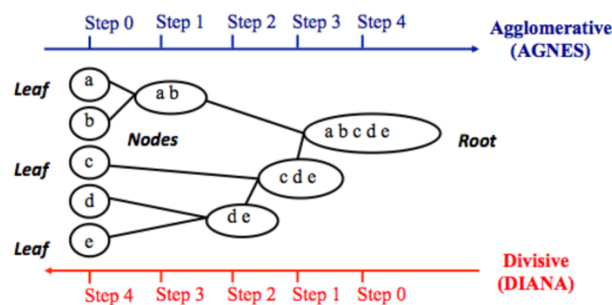 Step 0 Step 1 Step 2 Step 3 Step 4
Agglomerative
(AGNES)
Leaf a
a b
b
Nodes
a b c d e
Root
Leaf c
c d e
d
d e
Leaf e
Divisive
(DIANA)
Step 4 Step 3 Step 2 Step 1 Step 0